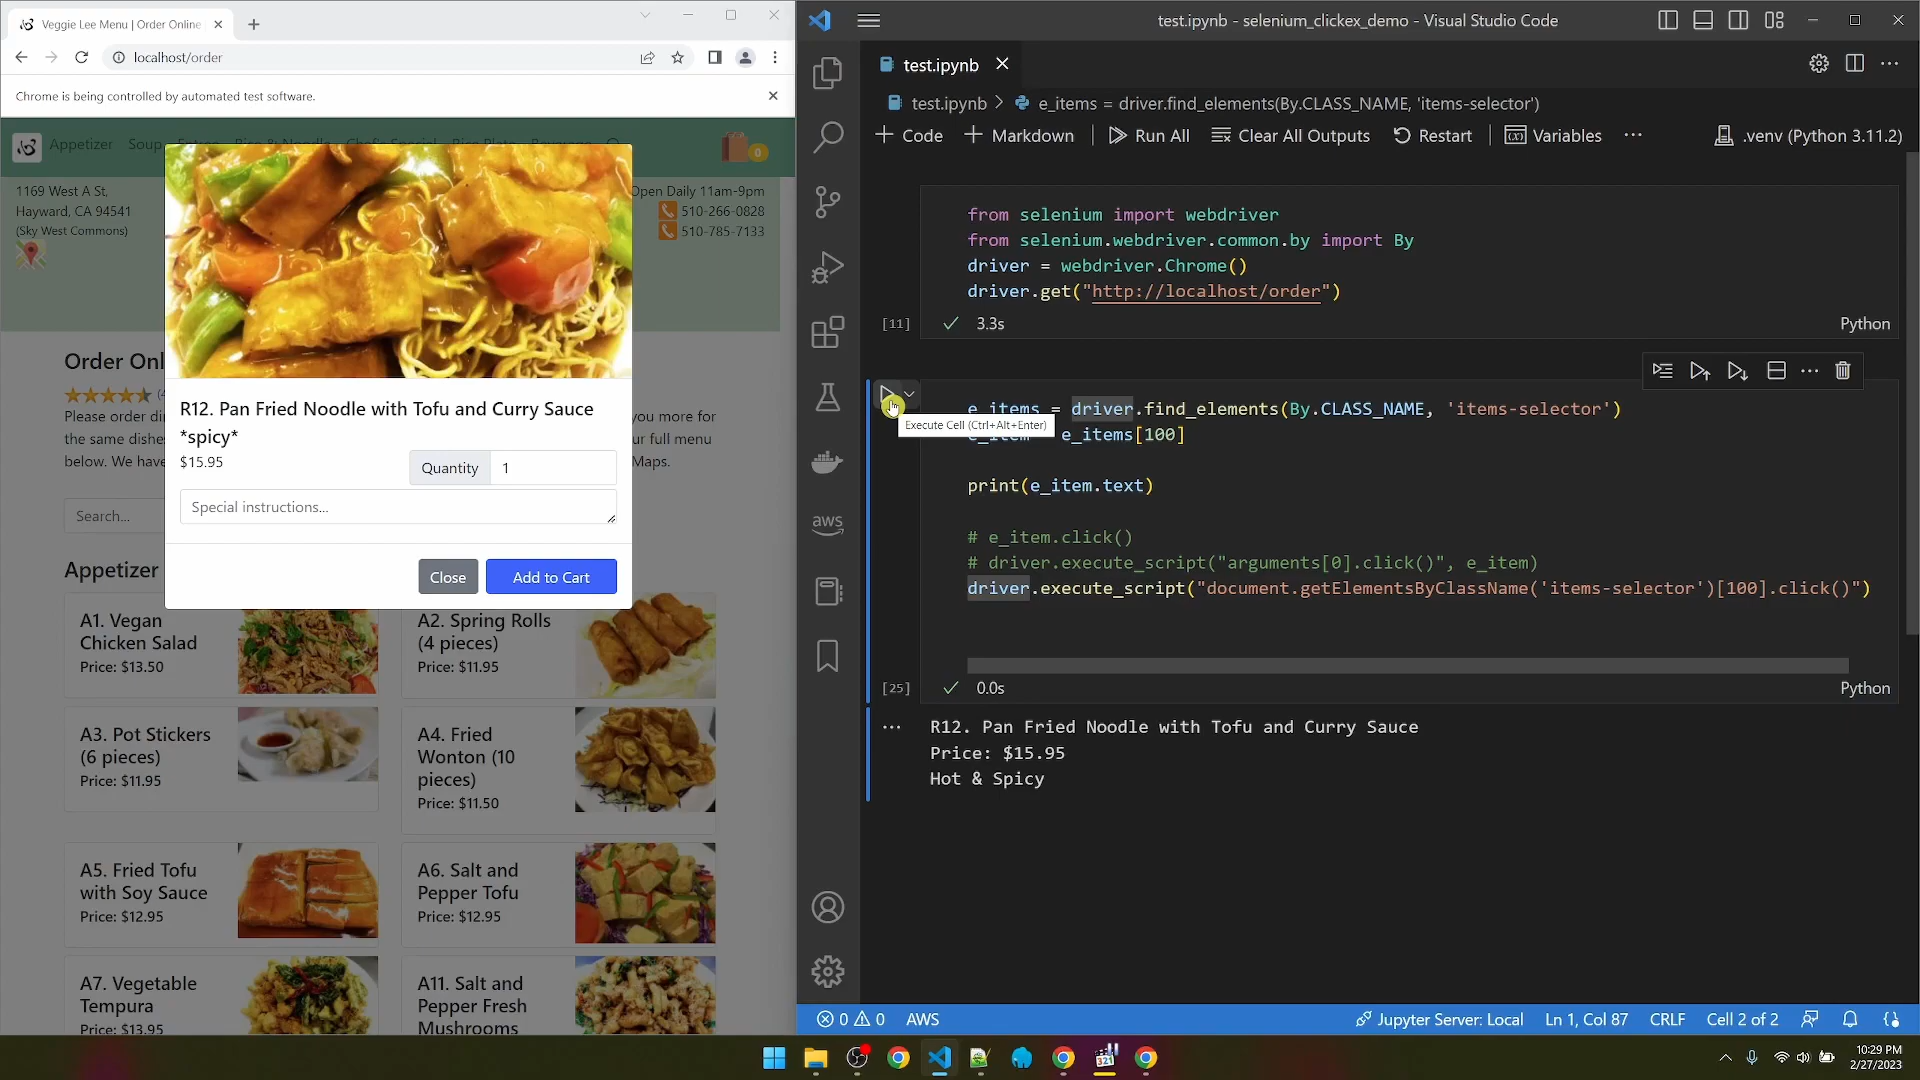 Veggie Lee Menu | Order Online
localhost/order
Chrome is being controlled by automated test software.
Appetizer
Soup
0
1169 West A St,
Hayward, CA 94541
(Sky West Commons)
Open Daily 11am-9pm
510-266-0828
510-785-7133
Order Onl
Please order di
you more for
the same dishe
ur full menu
below. We have
Maps.
Search...
R12. Pan Fried Noodle with Tofu and Curry Sauce
*spicy*
$15.95
Quantity
1
Special instructions...
Close
Add to Cart
Appetizer
A1. Vegan
Chicken Salad
Price: $13.50
A2. Spring Rolls
(4 pieces)
Price: $11.95
A3. Pot Stickers
(6 pieces)
Price: $11.95
A4. Fried
Wonton (10
pieces)
Price: $11.50
A5. Fried Tofu
with Soy Sauce
Price: $12.95
A6. Salt and
Pepper Tofu
Price: $12.95
A7. Vegetable
Tempura
Price: $13.95
A11. Salt and
Pepper Fresh
Mushrooms
test.ipynb - selenium_clickex_demo - Visual Studio Code
test.ipynb
test.ipynb > e_items = driver.find_elements(By.CLASS_NAME, 'items-selector')
+ Code + Markdown | Run All Clear All Outputs Restart | Variables ... .venv (Python 3.11.2)
from selenium import webdriver
from selenium.webdriver.common.by import By
driver = webdriver.Chrome()
driver.get("http://localhost/order")
[11] 3.3s Python
e_items = driver.find_elements(By.CLASS_NAME, 'items-selector')
Execute Cell (Ctrl+Alt+Enter)
e_items[100]
print(e_item.text)
# e_item.click()
# driver.execute_script("arguments[0].click()", e_item)
driver.execute_script("document.getElementsByClassName('items-selector')[100].click()")
[25] 0.0s Python
R12. Pan Fried Noodle with Tofu and Curry Sauce
Price: $15.95
Hot & Spicy
aws
0 0 AWS Jupyter Server: Local Ln 1, Col 87 CRLF Cell 2 of 2
321
10:29 PM
2/27/2023